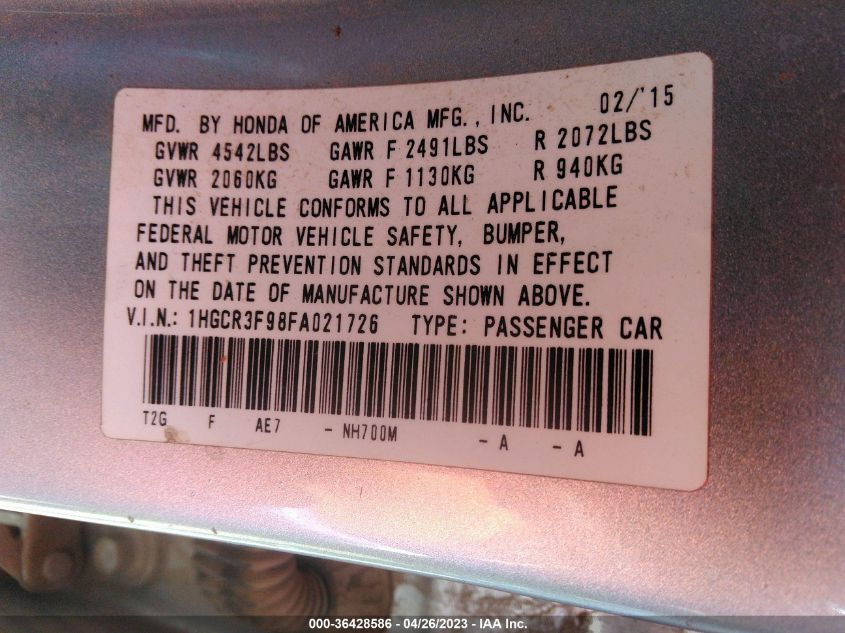 MFD. BY HONDA OF AMERICA MFG., INC. 02/'15
GVWR 4542LBS GAWR F 2491LBS R 2072LBS
GVWR 2060KG GAWR F 1130KG R 940KG
THIS VEHICLE CONFORMS TO ALL APPLICABLE
FEDERAL MOTOR VEHICLE SAFETY, BUMPER,
AND THEFT PREVENTION STANDARDS IN EFFECT
ON THE DATE OF MANUFACTURE SHOWN ABOVE.
V.I.N.: 1HGCR3F98FA021726 TYPE: PASSENGER CAR
T2G F AE7 - NH700M - A - A
000-36428586 - 04/26/2023 - IAA Inc.